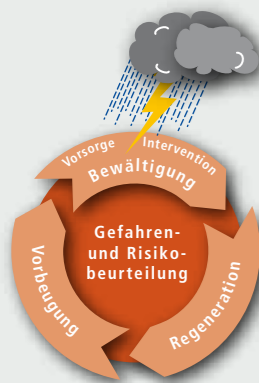 Vorsorge Intervention
Bewältigung
Gefahren-
und Risiko-
beurteilung
Vorbeugung
Regeneration